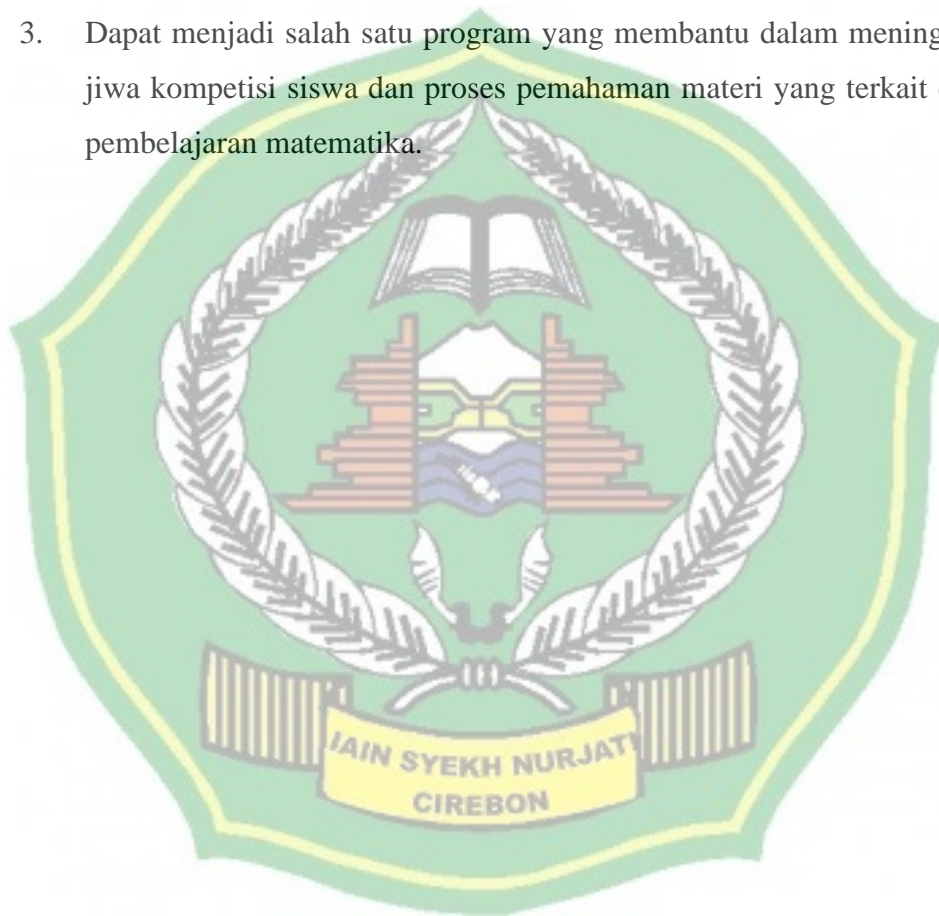 3. Dapat menjadi salah satu program yang membantu dalam mening
jiwa kompetisi siswa dan proses pemahaman materi yang terkait
pembelajaran matematika.
IAIN SYEKH NURJATI
CIREBON